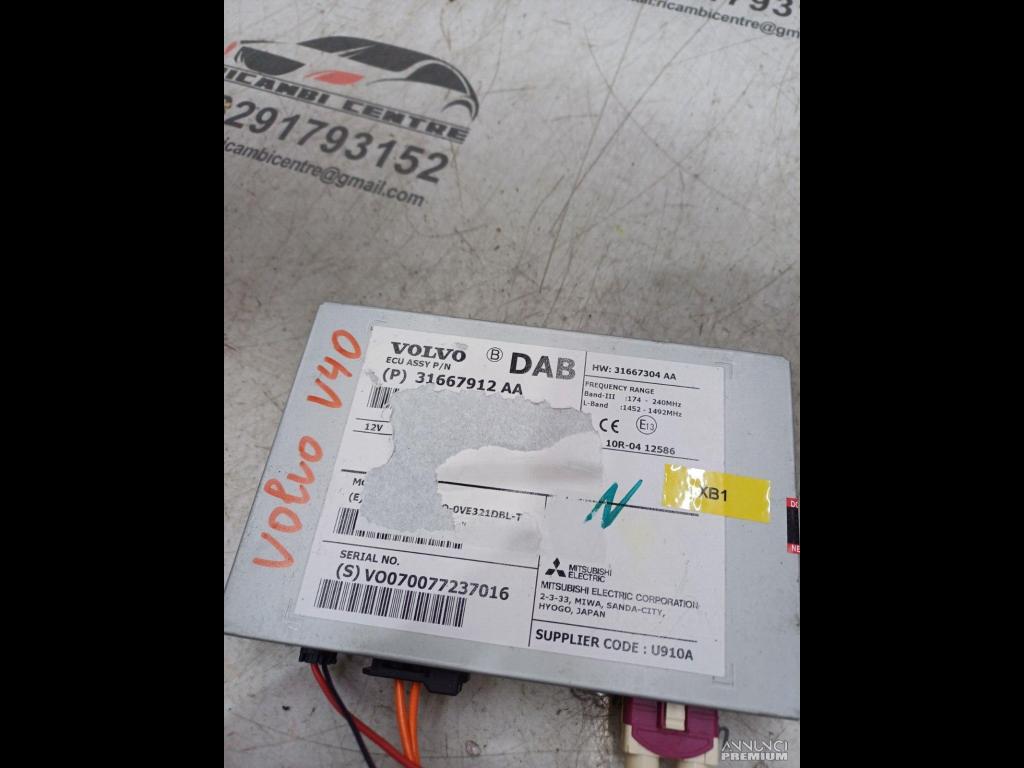 RICAMBI CENTRE
3291793152
ricambicentre@gmail.com
VOLVO V40
VOLVO
B
DAB
ECU ASSY P/N
(P) 31667912 AA
12V
HW: 31667304 AA
FREQUENCY RANGE
Band-III :174 - 240MHz
L-Band :1452 - 1492MHz
CE E13
10R-04 12586
XB1
N
0VE321DBL-T
SERIAL NO.
(S) VO070077237016
MITSUBISHI
ELECTRIC
MITSUBISHI ELECTRIC CORPORATION
2-3-33, MIWA, SANDA-CITY,
HYOGO, JAPAN
SUPPLIER CODE : U910A
ANNUNCI
PREMIUM